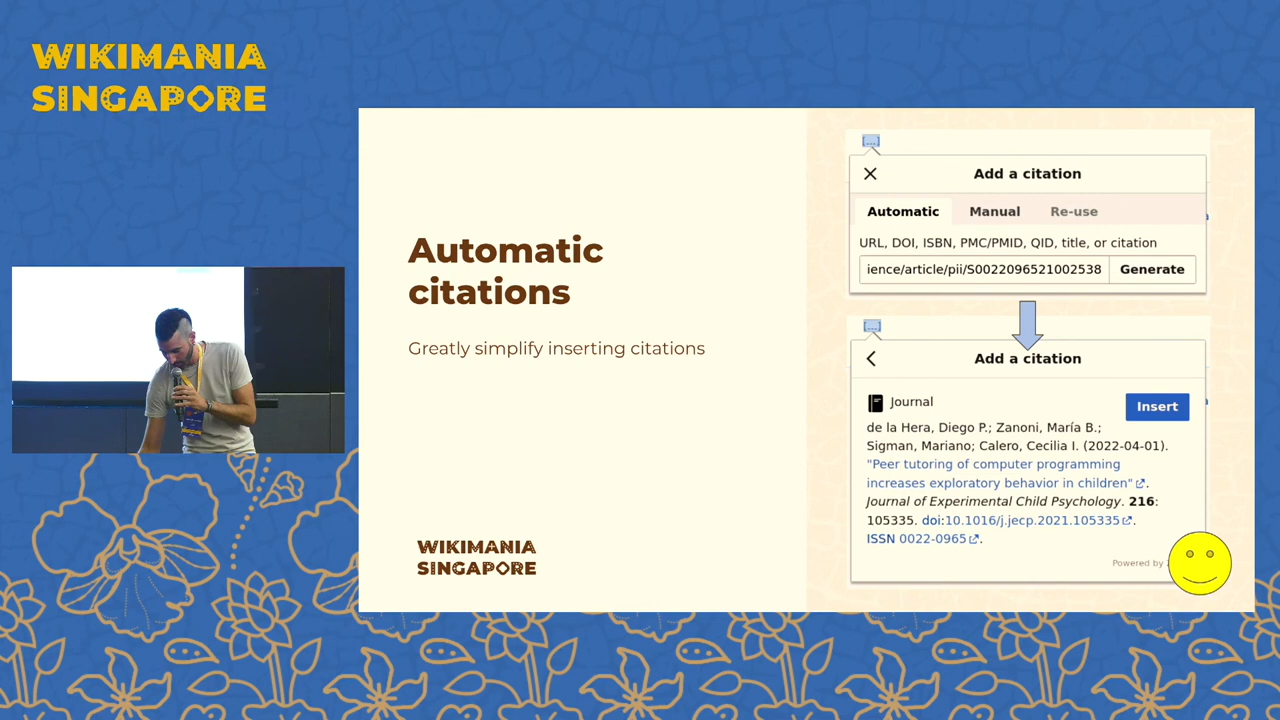 WIKIMANIA
SINGAPORE
Automatic
citations
Greatly simplify inserting citations
WIKIMANIA
SINGAPORE
Add a citation
Automatic Manual Re-use
URL, DOI, ISBN, PMC/PMID, QID, title, or citation
ience/article/pii/S0022096521002538 Generate
Add a citation
Journal
Insert
de la Hera, Diego P.; Zanoni, María B.;
Sigman, Mariano; Calero, Cecilia I. (2022-04-01).
"Peer tutoring of computer programming
increases exploratory behavior in children".
Journal of Experimental Child Psychology. 216:
105335. doi:10.1016/j.jecp.2021.105335.
ISSN 0022-0965.
Powered by